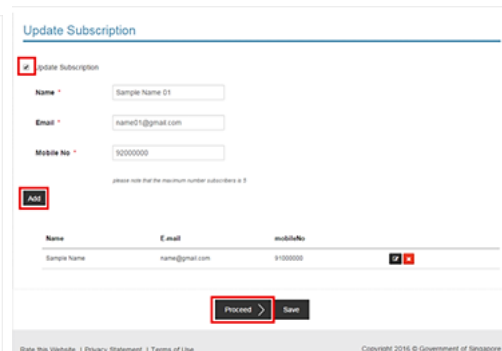 Update Subscription
Update Subscription
Name *
Sample Name 01
Email *
name01@gmail.com
Mobile No *
92000000
please note that the maximum number subscribers is 5
Add
Name E-mail mobileNo
Sample Name name@gmail.com 91000000
Proceed Save
Rate this Website | Privacy Statement | Terms of Use Copyright 2016 © Government of Singapore